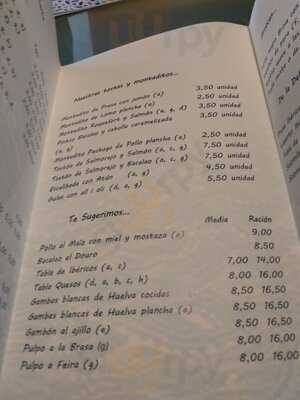 Nuestras tostas y montaditos...
Montadito de Presa con jamón (a) 3,50 unidad
Montadito de Lomo plancha (a) 2,50 unidad
Montadito Roquefort y Salmón (a, g, d) 3,50 unidad
y cebolla caramelizada 3,50 unidad
(a, g)
Montadito Pechuga de Pollo plancha (a) 2,50 unidad
Tostón de Salmorejo y Salmón (a, c, g) 7,50 unidad
Tostón de Salmorejo y Bacalao (a, c, g) 7,50 unidad
Escalibada con Atún (a, g) 4,50 unidad
con all i oli (d, a, g) 5,50 unidad
Te Sugerimos...
Media Ración
Pollo al Maíz con miel y mostaza (a) 9,00
Bacalao al Douro 8,50
Tabla de Ibéricos (a, c) 7,00 14,00
Tabla Quesos (d, a, b, c, h) 8,00 16,00
Gambas blancas de Huelva cocidas 8,50 16,50
Gambas blancas de Huelva plancha (e) 8,50 16,50
Gambón al ajillo (e) 8,50 16,50
Pulpo a la Brasa (g) 8,00 16,00
Pulpo a Feira (g) 8,00 16,00